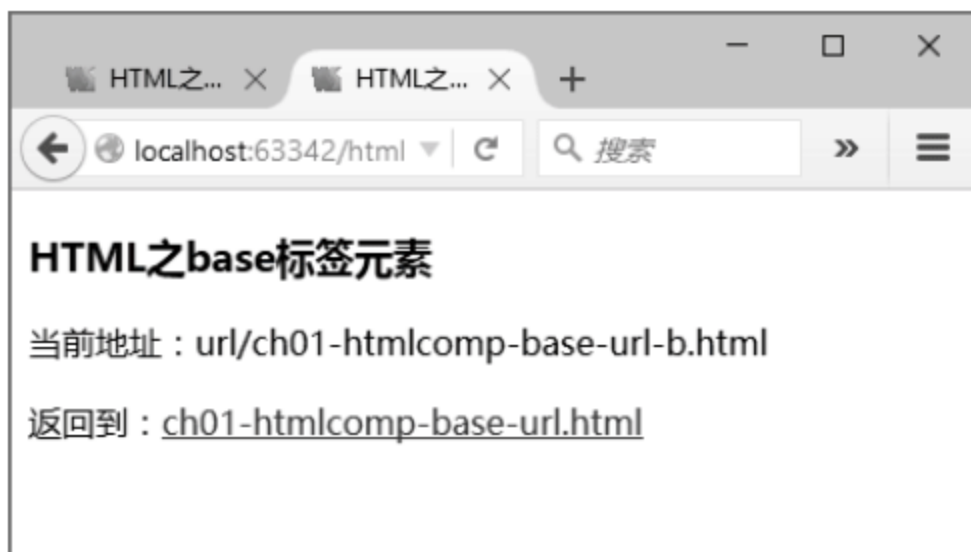 HTML之... HTML之...
localhost:63342/html 搜索
HTML之base标签元素
当前地址：url/ch01-htmlcomp-base-url-b.html
返回到：ch01-htmlcomp-base-url.html